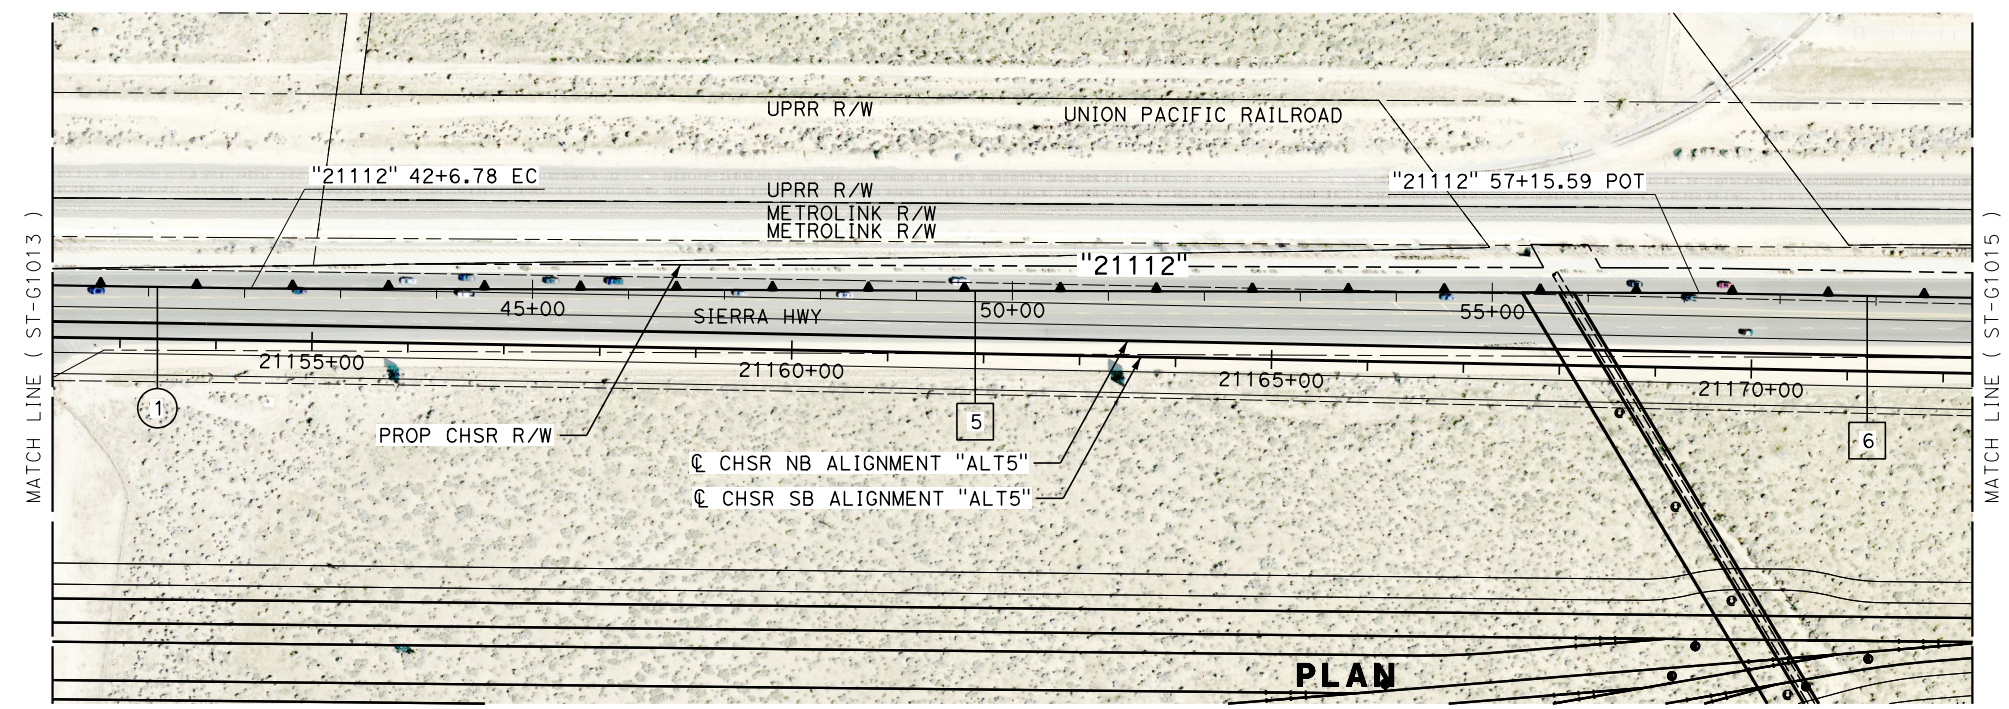 UPRR R/W
UNION PACIFIC RAILROAD
"21112" 42+6.78 EC
UPRR R/W
"21112" 57+15.59 POT
METROLINK R/W
METROLINK R/W
"21112"
45+00
SIERRA HWY
50+00
55+00
21155+00
21160+00
21165+00
21170+00
1
5
6
PROP CHSR R/W
℄ CHSR NB ALIGNMENT "ALT5"
℄ CHSR SB ALIGNMENT "ALT5"
MATCH LINE ( ST-G1013 )
MATCH LINE ( ST-G1015 )
PLAN